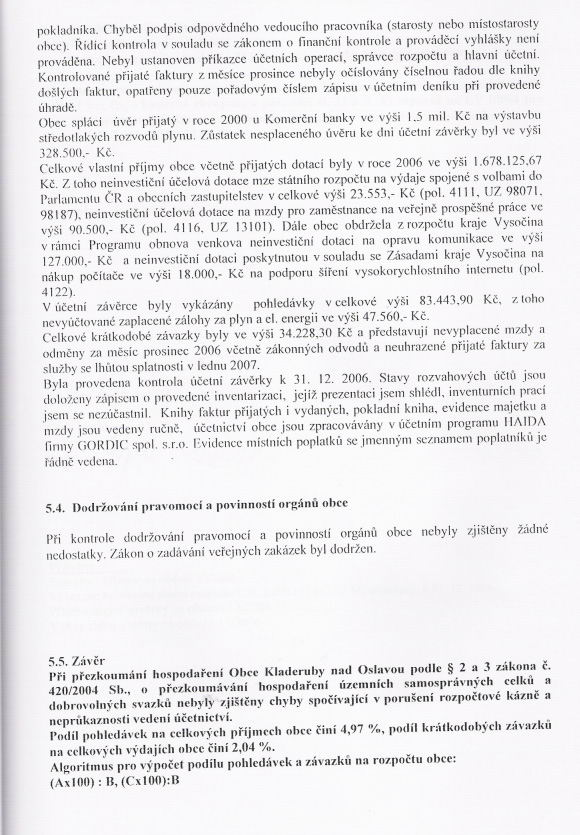 pokladníka. Chyběl podpis odpovědného vedoucího pracovníka (starosty nebo místostarosty
obce). Řídící kontrola v souladu se zákonem o finanční kontrole a prováděcí vyhlášky není
prováděna. Nebyl ustanoven příkazce účetních operací, správce rozpočtu a hlavní účetní.
Kontrolované přijaté faktury z měsíce prosince nebyly očíslovány číselnou řadou dle knihy
došlých faktur, opatřeny pouze pořadovým číslem zápisu v účetním deníku při provedené
úhradě.
Obec splácí úvěr přijatý v roce 2000 u Komerční banky ve výši 1.5 mil. Kč na výstavbu
středotlakých rozvodů plynu. Zůstatek nesplaceného úvěru ke dni účetní závěrky byl ve výši
328.500,- Kč.
Celkové vlastní příjmy obce včetně přijatých dotací byly v roce 2006 ve výši 1.678.125,67
Kč. Z toho neinvestiční účelová dotace mze státního rozpočtu na výdaje spojené s volbami do
Parlamentu ČR a obecních zastupitelstev v celkové výši 23.553,- Kč (pol. 4111, UZ 98071,
98187), neinvestiční účelová dotace na mzdy pro zaměstnance na veřejně prospěšné práce ve
výši 90.500,- Kč (pol. 4116, UZ 13101). Dále obec obdržela z rozpočtu kraje Vysočina
v rámci Programu obnova venkova neinvestiční dotaci na opravu komunikace ve výši
127.000,- Kč a neinvestiční dotaci poskytnutou v souladu se Zásadami kraje Vysočina na
nákup počítače ve výši 18.000,- Kč na podporu šíření vysokorychlostního internetu (pol.
4122).
V účetní závěrce byly vykázány pohledávky v celkové výši 83.443,90 Kč, z toho
nevyúčtované zaplacené zálohy za plyn a el. energii ve výši 47.560,- Kč.
Celkové krátkodobé závazky byly ve výši 34.228,30 Kč a představují nevyplacené mzdy a
odměny za měsíc prosinec 2006 včetně zákonných odvodů a neuhrazené přijaté faktury za
služby se lhůtou splatnosti v lednu 2007.
Byla provedena kontrola účetní závěrky k 31. 12. 2006. Stavy rozvahových účtů jsou
doloženy zápisem o provedené inventarizaci, jejíž prezentaci jsem shlédl, inventurních prací
jsem se nezúčastnil. Knihy faktur přijatých i vydaných, pokladní kniha, evidence majetku a
mzdy jsou vedeny ručně, účetnictví obce jsou zpracovávány v účetním programu HAIDA
firmy GORDIC spol. s.r.o. Evidence místních poplatků se jmenným seznamem poplatníků je
řádně vedena.
5.4. Dodržování pravomocí a povinností orgánů obce
Při kontrole dodržování pravomocí a povinností orgánů obce nebyly zjištěny žádné
nedostatky. Zákon o zadávání veřejných zakázek byl dodržen.
5.5. Závěr
Při přezkoumání hospodaření Obce Kladeruby nad Oslavou podle § 2 a 3 zákona č.
420/2004 Sb., o přezkoumávání hospodaření územních samosprávných celků a
dobrovolných svazků nebyly zjištěny chyby spočívající v porušení rozpočtové kázně a
neprůkaznosti vedení účetnictví.
Podíl pohledávek na celkových příjmech obce činí 4,97 %, podíl krátkodobých závazků
na celkových výdajích obce činí 2,04 %.
Algoritmus pro výpočet podílu pohledávek a závazků na rozpočtu obce:
(Ax100) : B, (Cx100):B